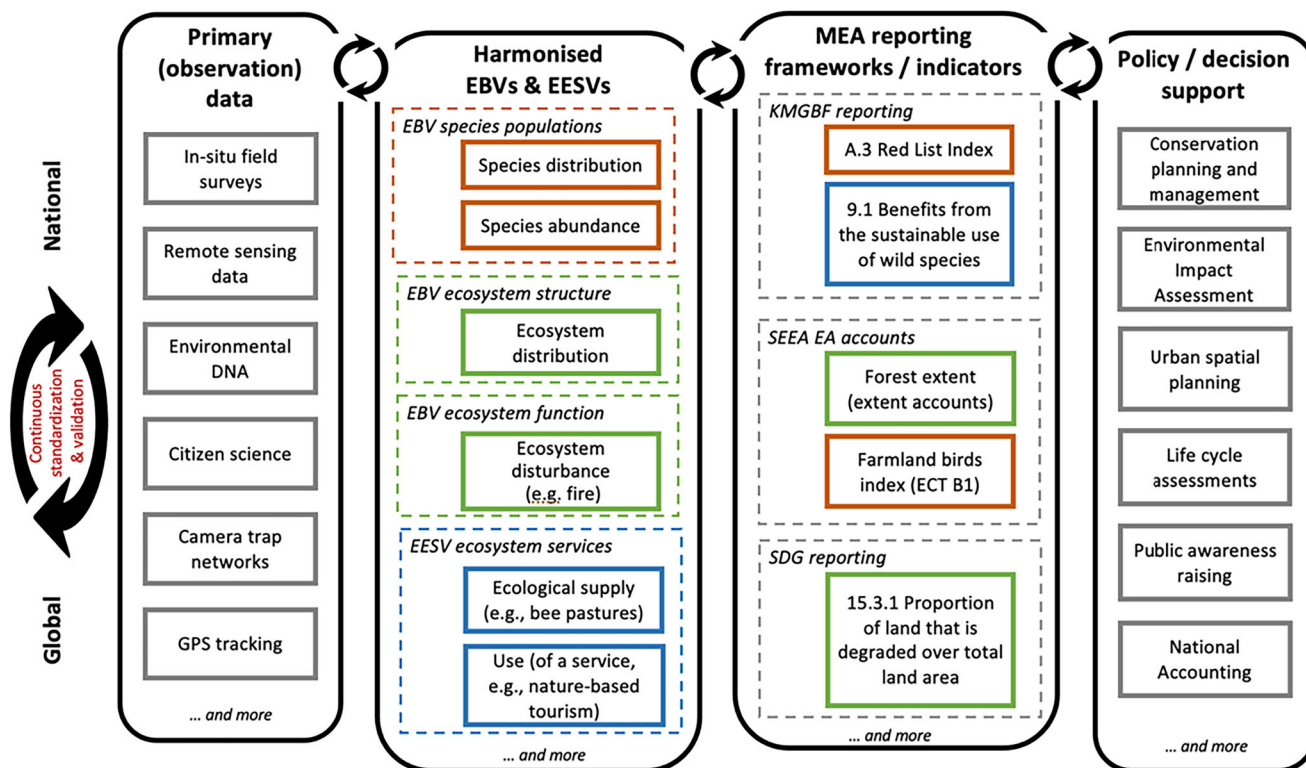 National
Continuous
standardization
& validation
Global
Primary
(observation)
data
In-situ field
surveys
Remote sensing
data
Environmental
DNA
Citizen science
Camera trap
networks
GPS tracking
... and more
Harmonised
EBVs & EESVs
EBV species populations
Species distribution
Species abundance
EBV ecosystem structure
Ecosystem
distribution
EBV ecosystem function
Ecosystem
disturbance
(e.g. fire)
EESV ecosystem services
Ecological supply
(e.g., bee pastures)
Use (of a service,
e.g., nature-based
tourism)
... and more
MEA reporting
frameworks / indicators
KMGBF reporting
A.3 Red List Index
9.1 Benefits from
the sustainable use
of wild species
SEEA EA accounts
Forest extent
(extent accounts)
Farmland birds
index (ECT B1)
SDG reporting
15.3.1 Proportion
of land that is
degraded over total
land area
... and more
Policy / decision
support
Conservation
planning and
management
Environmental
Impact
Assessment
Urban spatial
planning
Life cycle
assessments
Public awareness
raising
National
Accounting
... and more